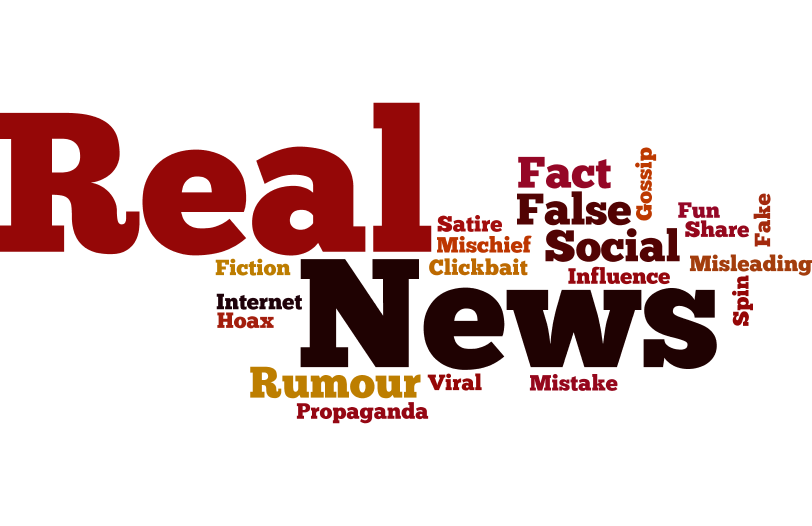 Real
Fact
Gossip
False
Fun
Share
Fake
Satire
Mischief
Social
Fiction
Clickbait
Influence
Misleading
Spin
Internet
Hoax
News
Rumour
Viral
Mistake
Propaganda